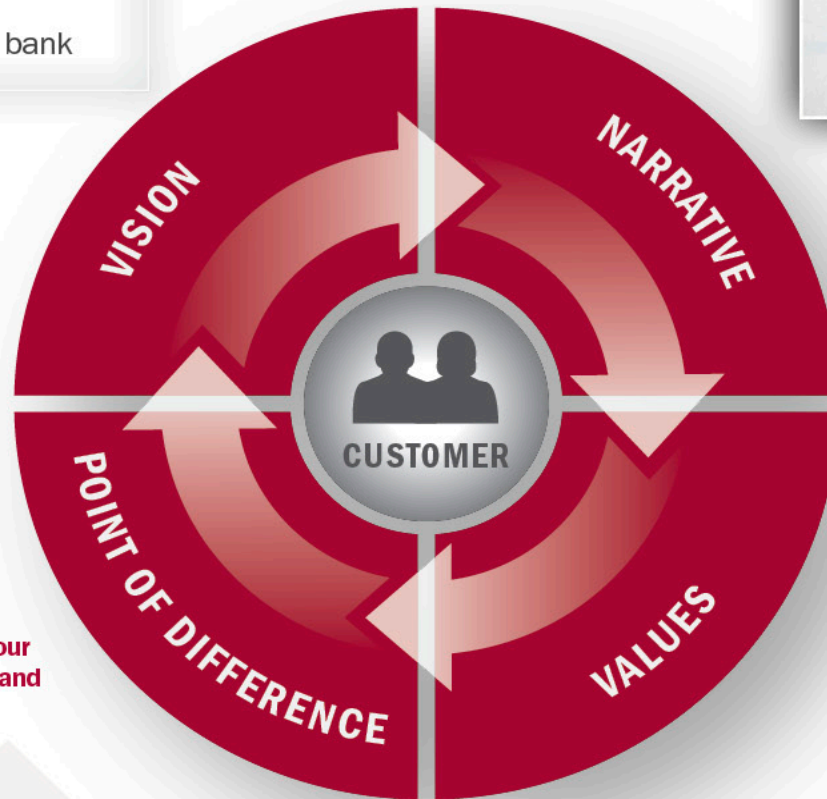 bank
VISION
NARRATIVE
CUSTOMER
POINT OF DIFFERENCE
VALUES
our
and